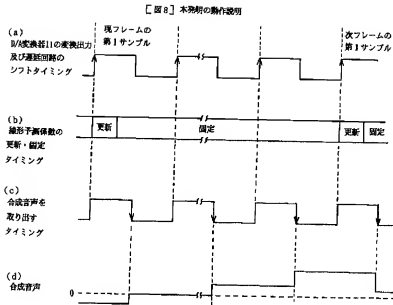 [図8] 本発明の動作説明
(a)
D/A変換器11の変換出力
及び遅延回路の
シフトタイミング
現フレームの
第1サンプル
次フレームの
第1サンプル
(b)
線形予測係数の
更新・固定
タイミング
更新
固定
更新
固定
(c)
合成音声を
取り出す
タイミング
(d)
合成音声
0